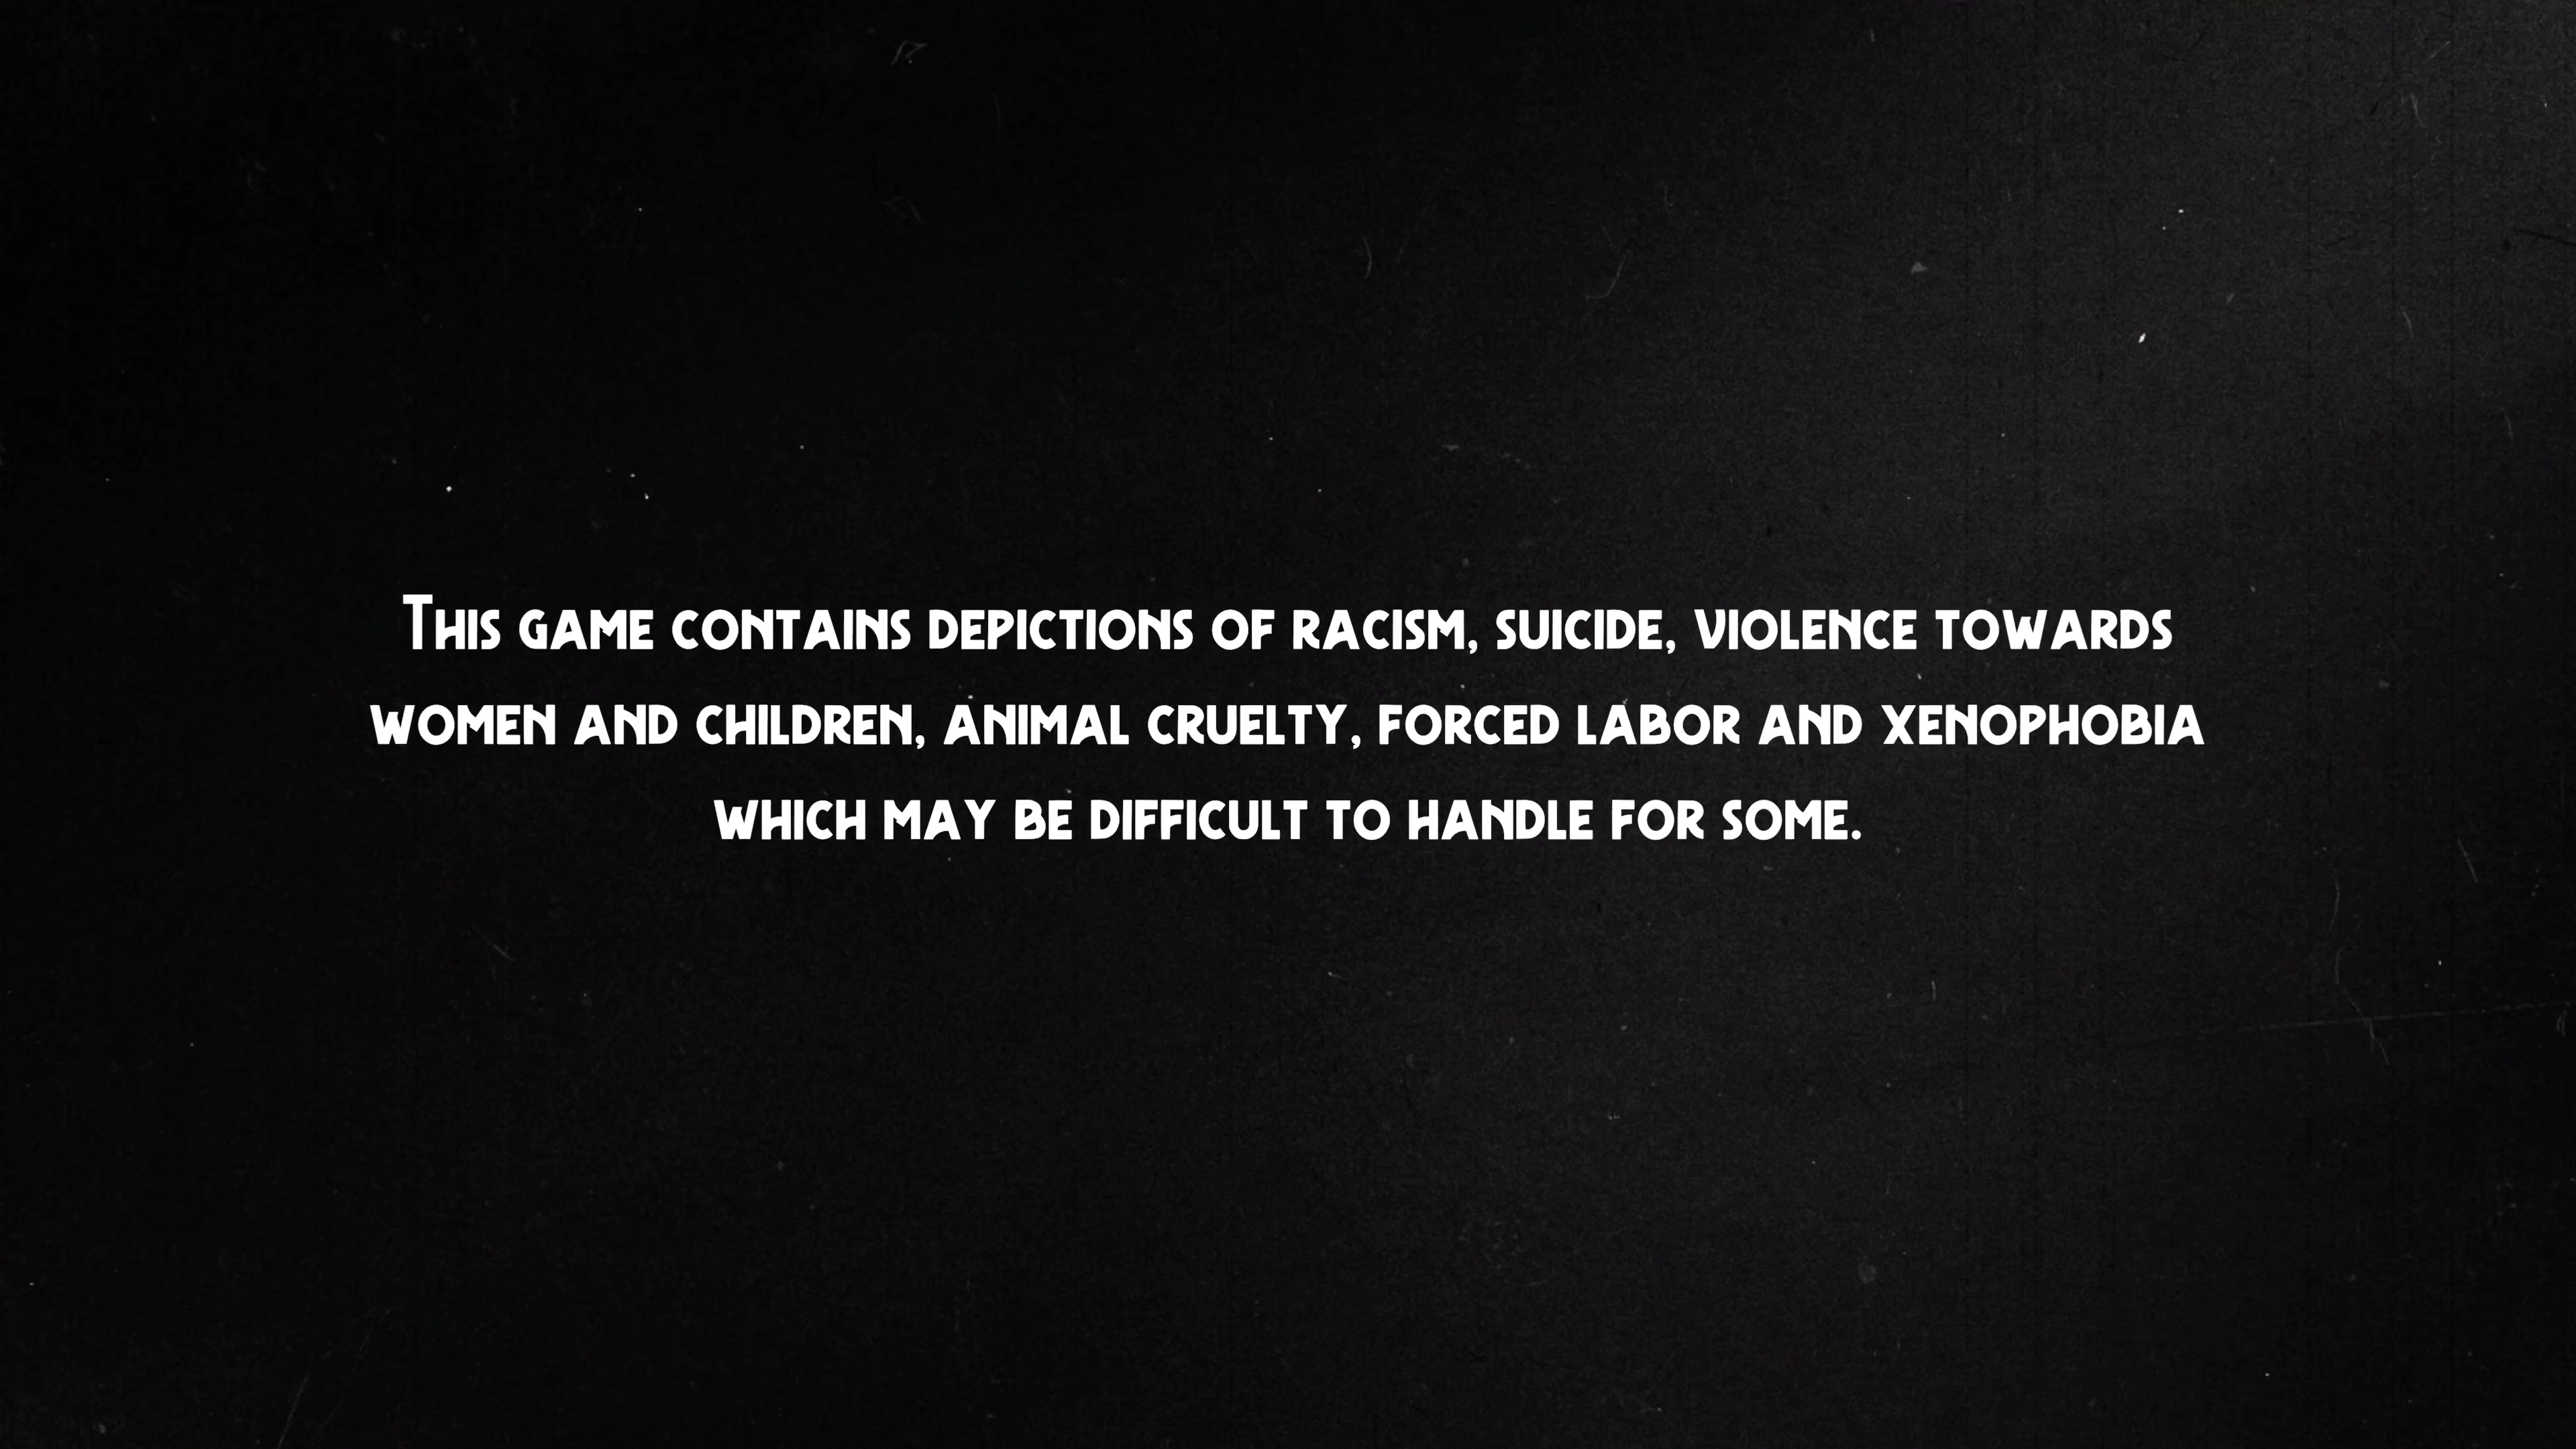 This game contains depictions of racism, suicide, violence towards
women and children, animal cruelty, forced labor and xenophobia
which may be difficult to handle for some.